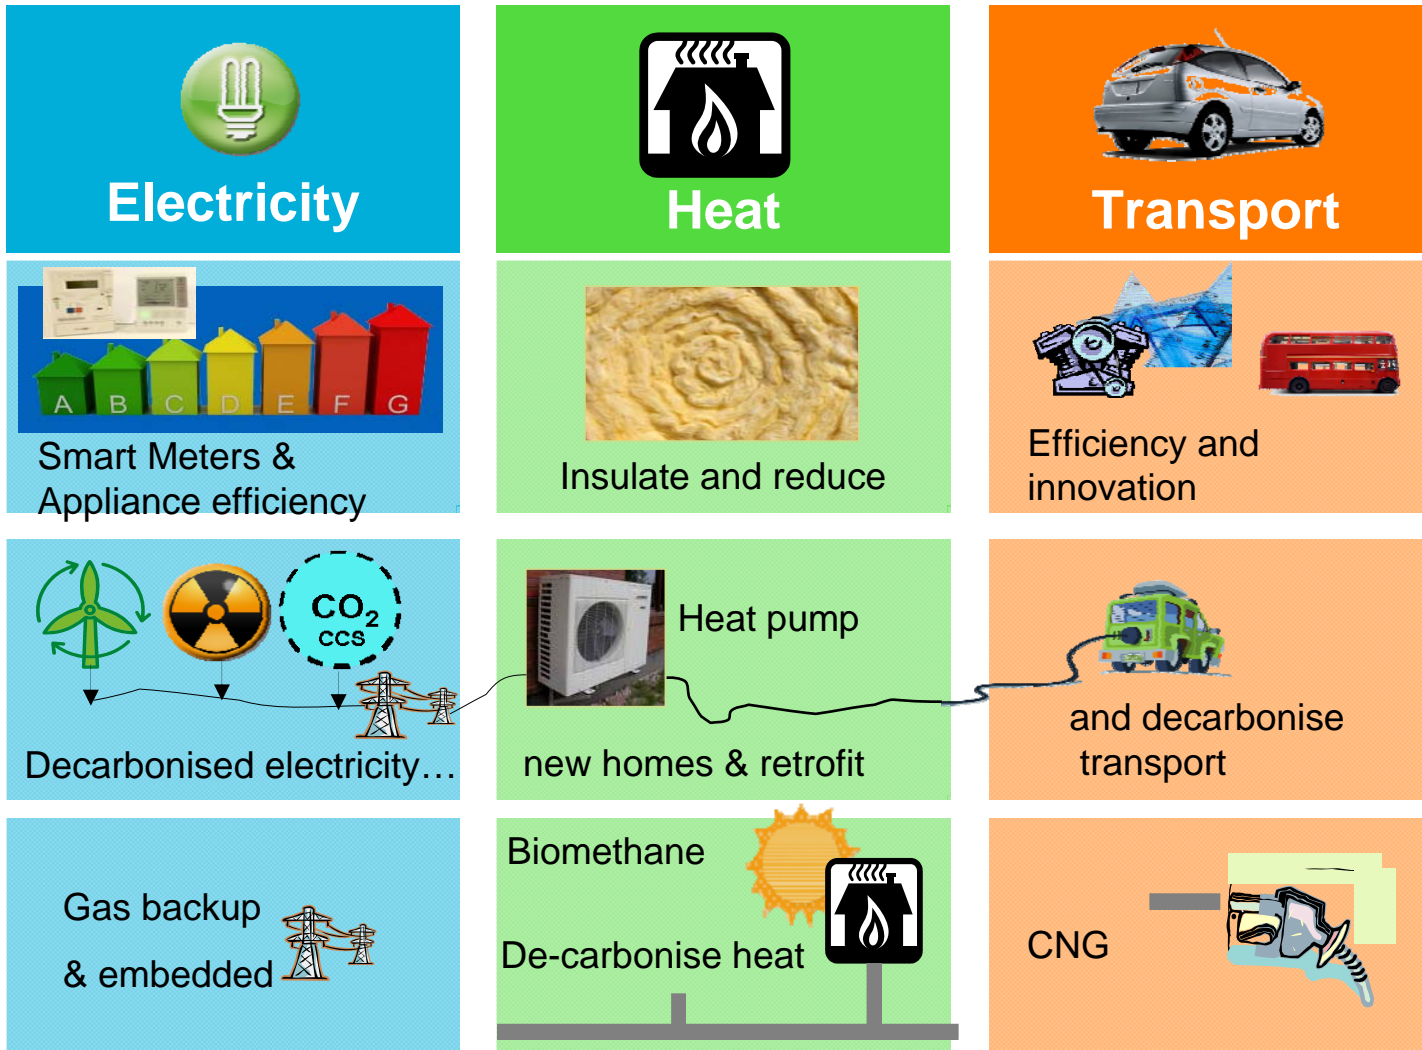 Electricity
Heat
Transport
A B C D E F G
Smart Meters &
Appliance efficiency
Insulate and reduce
Efficiency and
innovation
CO2
CCS
Decarbonised electricity…
Heat pump
new homes & retrofit
and decarbonise
transport
Gas backup
& embedded
Biomethane
De-carbonise heat
CNG